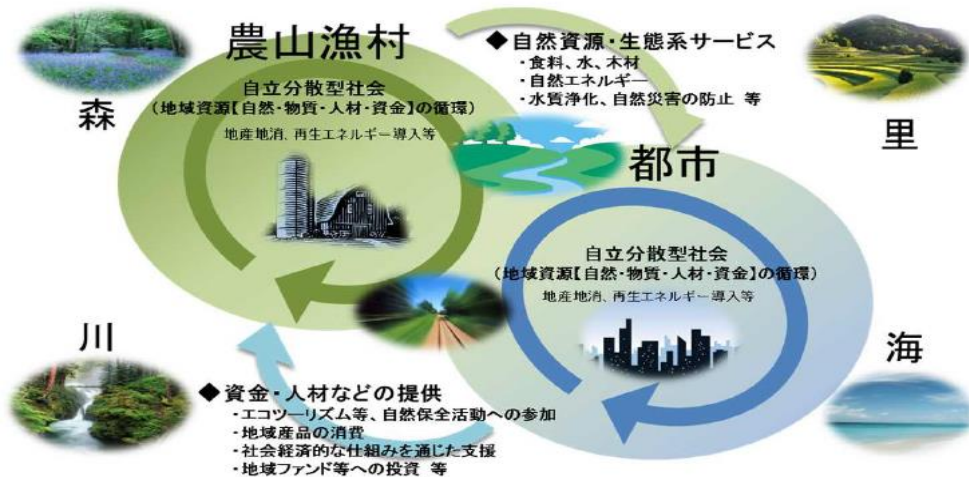 農山漁村
森
自立分散型社会
(地域資源【自然・物質・人材・資金】の循環)
地産地消、再生エネルギー導入等
◆自然資源・生態系サービス
・食料、水、木材
・自然エネルギー
・水質浄化、自然災害の防止 等
里
都市
自立分散型社会
(地域資源【自然・物質・人材・資金】の循環)
地産地消、再生エネルギー導入等
川
海
◆資金・人材などの提供
・エコツーリズム等、自然保全活動への参加
・地域産品の消費
・社会経済的な仕組みを通じた支援
・地域ファンド等への投資 等